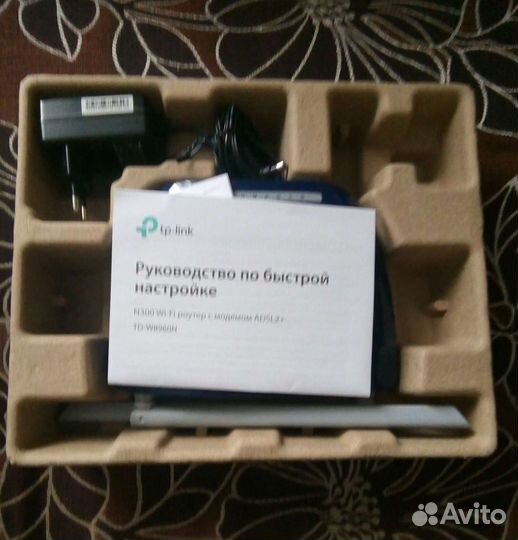 tp-link
Руководство по быстрой
настройке
N300 Wi-Fi роутер с модемом ADSL2+
TD-W8960N
Avito